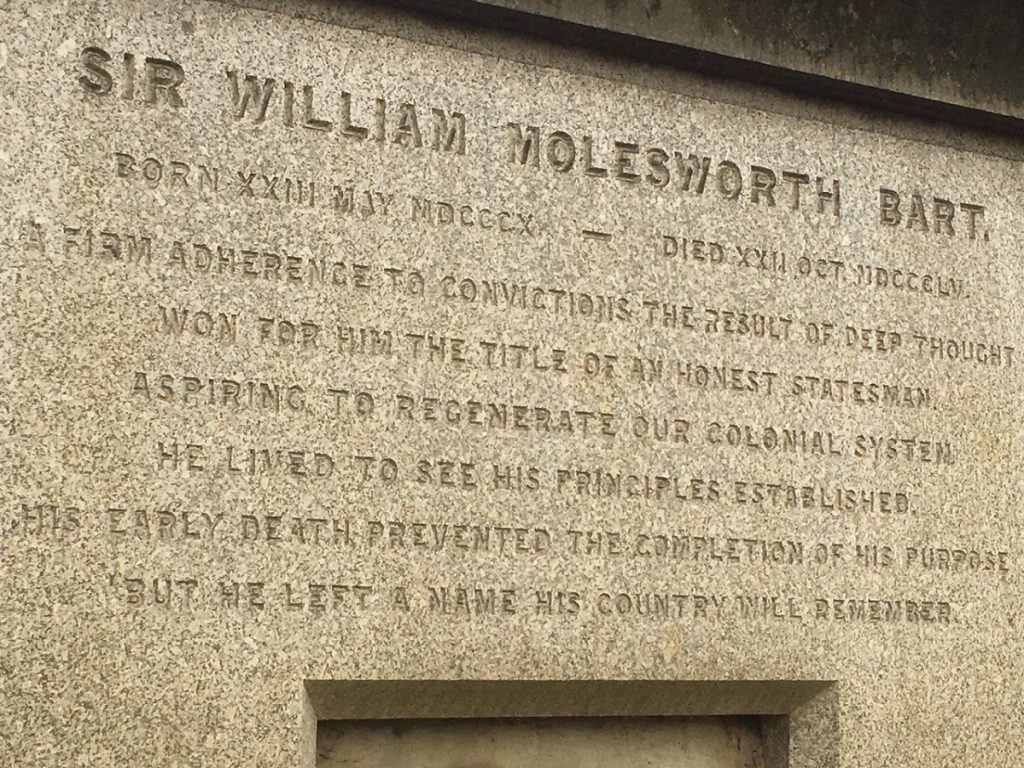 SIR WILLIAM MOLESWORTH BART.
BORN XXIII MAY MDCCCX — DIED XXII OCT MDCCCLV.
A FIRM ADHERENCE TO CONVICTIONS THE RESULT OF DEEP THOUGHT
WON FOR HIM THE TITLE OF AN HONEST STATESMAN.
ASPIRING TO REGENERATE OUR COLONIAL SYSTEM
HE LIVED TO SEE HIS PRINCIPLES ESTABLISHED.
HIS EARLY DEATH PREVENTED THE COMPLETION OF HIS PURPOSE
BUT HE LEFT A NAME HIS COUNTRY WILL REMEMBER.